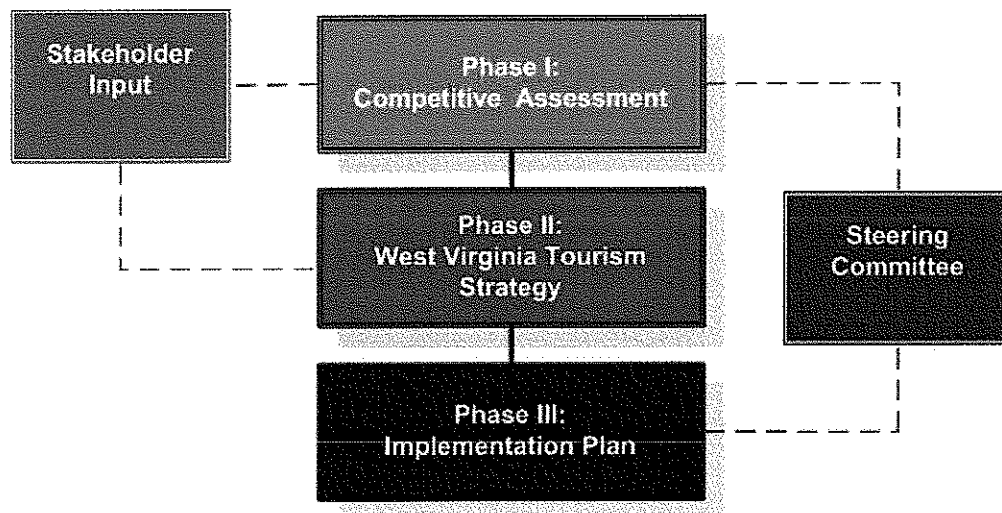 Stakeholder
Input
Phase I:
Competitive Assessment
Phase II:
West Virginia Tourism
Strategy
Steering
Committee
Phase III:
Implementation Plan